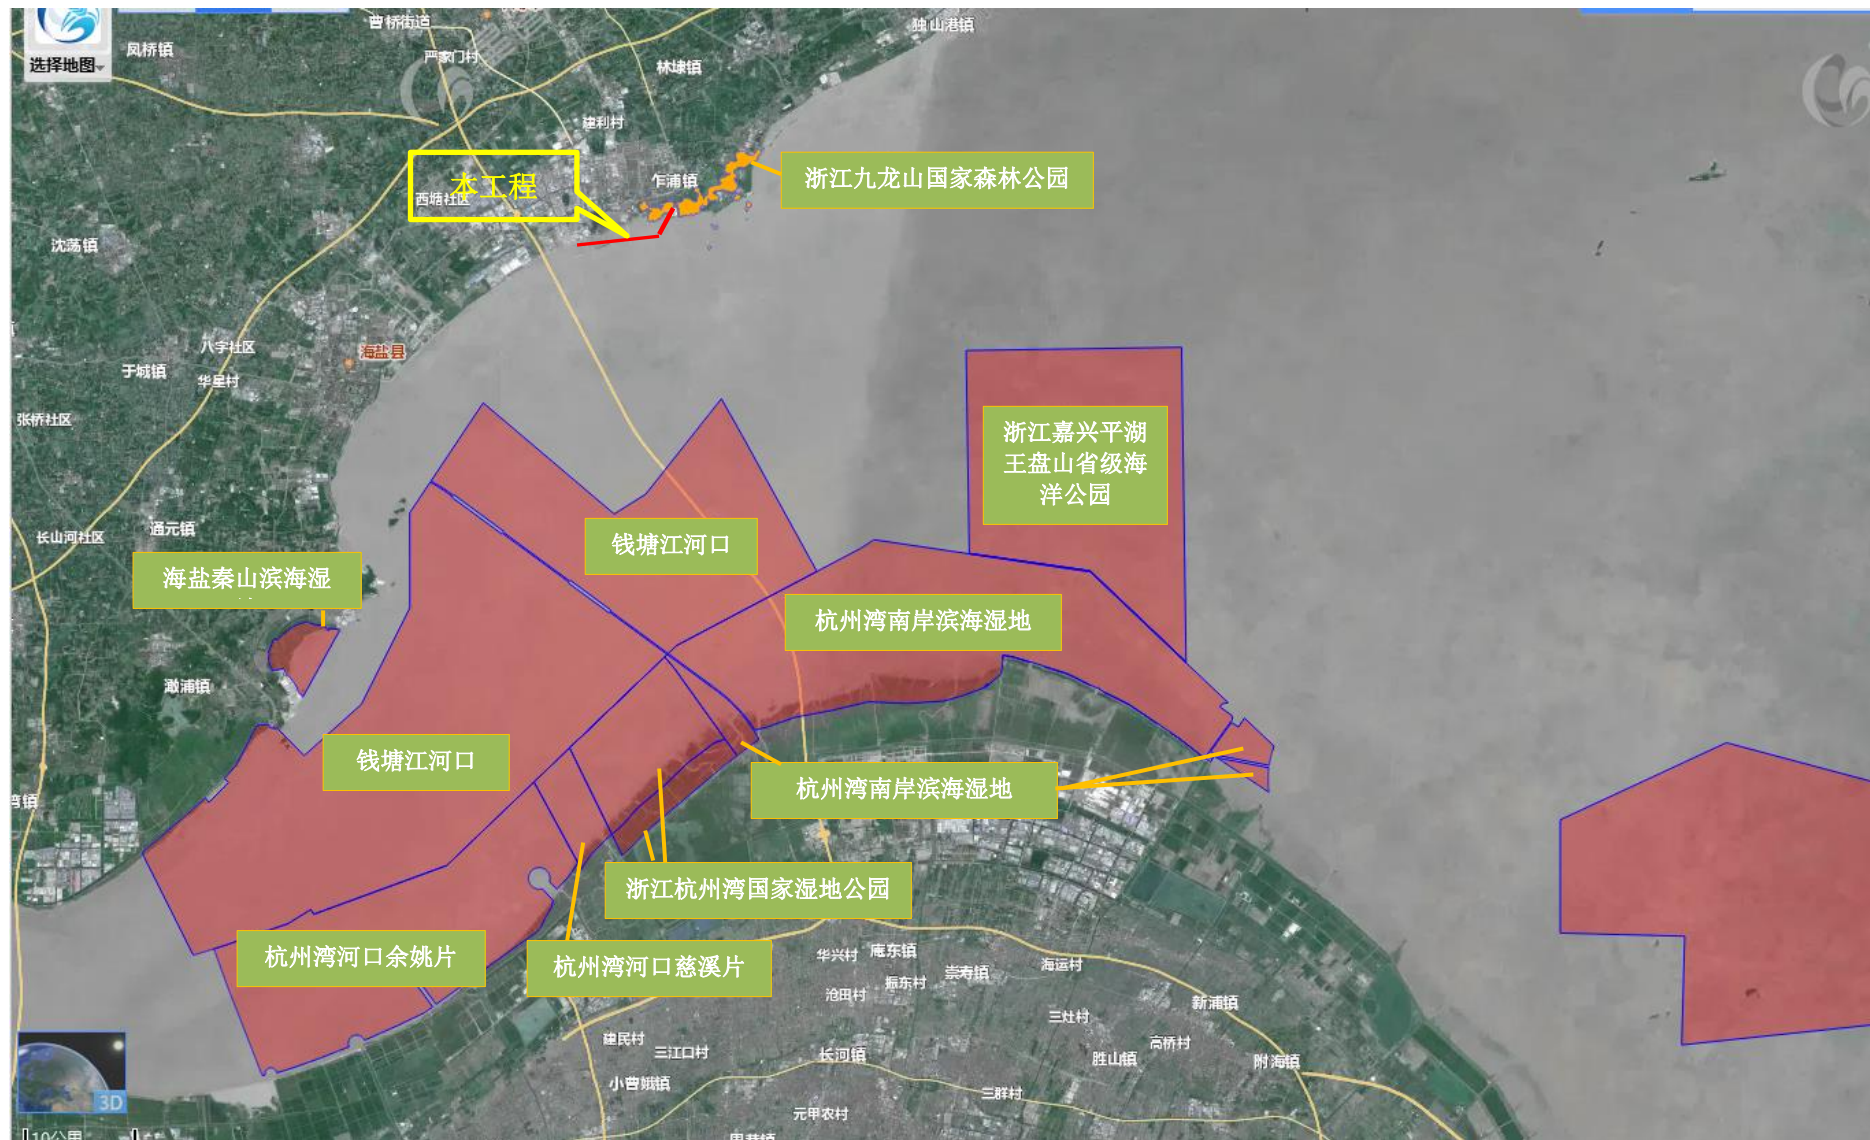 曹桥街道
独山港镇
凤桥镇
严家门村
选择地图
林埭镇
建利村
本工程
西塘社区
乍浦镇
浙江九龙山国家森林公园
沈荡镇
八字社区
海盐县
于城镇
华星村
张桥社区
浙江嘉兴平湖
王盘山省级海
洋公园
长山河社区
通元镇
钱塘江河口
海盐秦山滨海湿
杭州湾南岸滨海湿地
澉浦镇
钱塘江河口
杭州湾南岸滨海湿地
湾镇
浙江杭州湾国家湿地公园
杭州湾河口余姚片
杭州湾河口慈溪片
华兴村
庵东镇
崇寿镇
海运村
振东村
沧田村
新浦镇
三灶村
建民村
三江口村
长河镇
胜山镇
高桥村
附海镇
小曹娥镇
三群村
3D
元甲农村
10公里